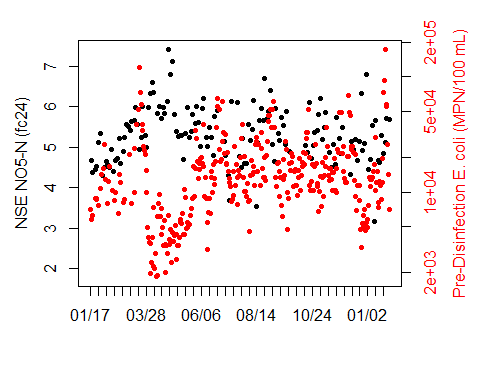 NSE NO5-N (fc24)
7
6
5
4
3
2
01/17 03/28 06/06 08/14 10/24 01/02
2e+05
5e+04
1e+04
2e+03
Pre-Disinfection E. coli (MPN/100 mL)